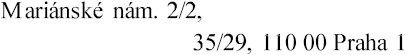 Mariánské nám. 2/2,
35/29, 110 00 Praha 1